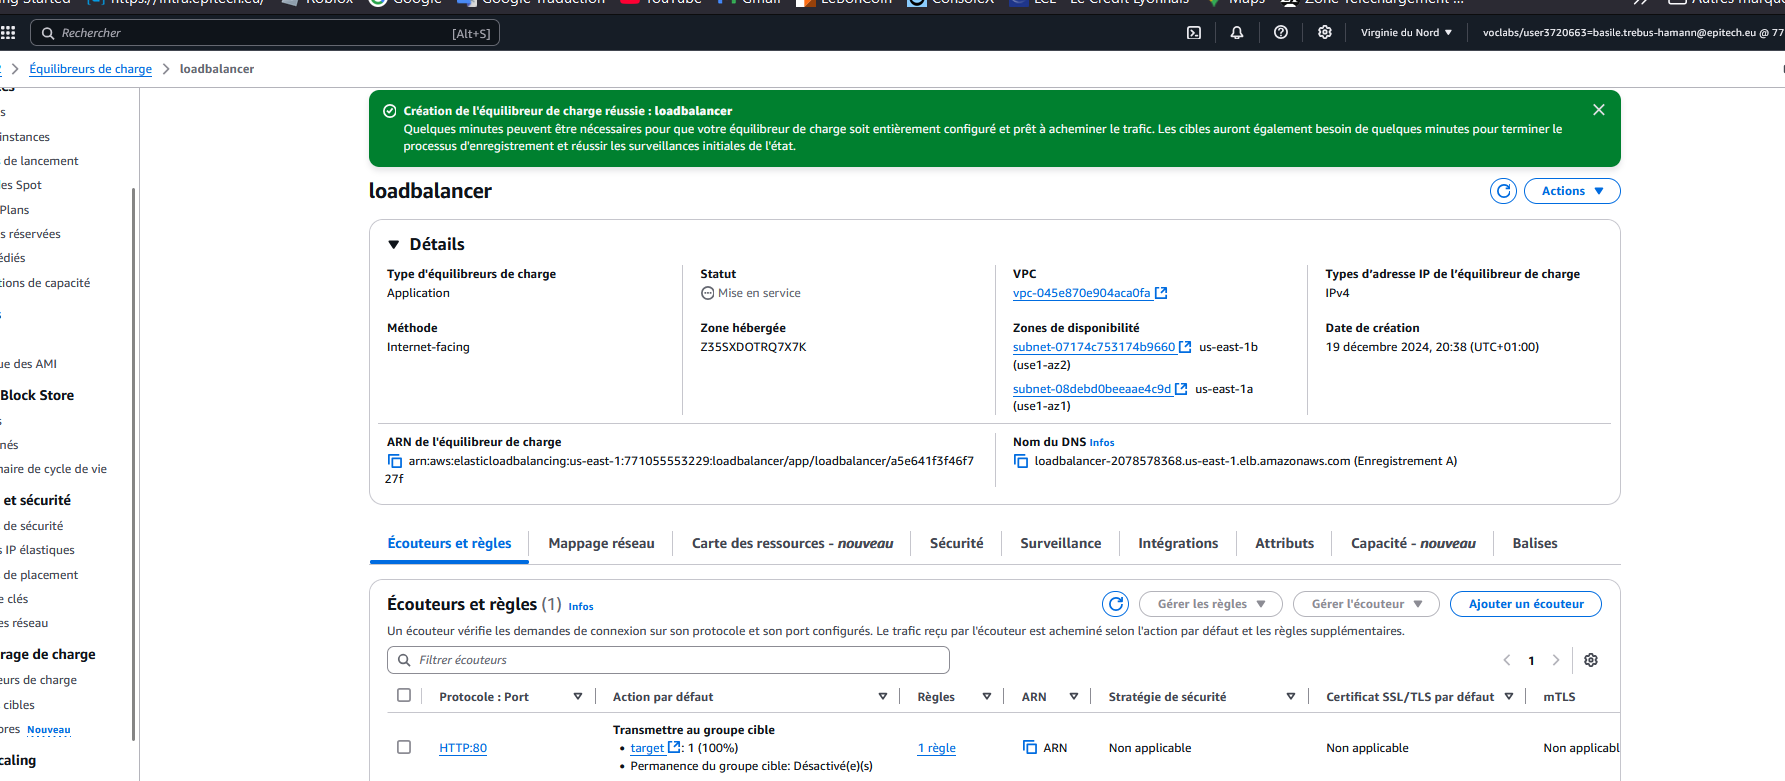 Roblox
Google
Google Traduction
YouTube
Gmail
LeBonCoin
ConsoleX
LCL - Le Crédit Lyonnais
Maps
Rechercher [Alt+S]
Virginie du Nord
voclabs/user3720663=basile.trebus-hamann@epitech.eu @ 77
Équilibreurs de charge
loadbalancer
instances
de lancement
es Spot
Plans
s réservées
édiés
ions de capacité
ue des AMI
Block Store
nés
naire de cycle de vie
et sécurité
de sécurité
s IP élastiques
de placement
e clés
es réseau
rage de charge
eurs de charge
cibles
ores Nouveau
caling
Création de l'équilibreur de charge réussie : loadbalancer
Quelques minutes peuvent être nécessaires pour que votre équilibreur de charge soit entièrement configuré et prêt à acheminer le trafic. Les cibles auront également besoin de quelques minutes pour terminer le
processus d'enregistrement et réussir les surveillances initiales de l'état.
loadbalancer
Actions
Détails
Type d'équilibreurs de charge
Application
Statut
Mise en service
VPC
vpc-045e870e904aca0fa
Types d’adresse IP de l’équilibreur de charge
IPv4
Méthode
Internet-facing
Zone hébergée
Z35SXDOTRQ7X7K
Zones de disponibilité
subnet-07174c753174b9660 us-east-1b
(use1-az2)
subnet-08debd0beeaae4c9d us-east-1a
(use1-az1)
Date de création
19 décembre 2024, 20:38 (UTC+01:00)
ARN de l'équilibreur de charge
arn:aws:elasticloadbalancing:us-east-1:771055553229:loadbalancer/app/loadbalancer/a5e641f3f46f7
27f
Nom du DNS Infos
loadbalancer-2078578368.us-east-1.elb.amazonaws.com (Enregistrement A)
Écouteurs et règles
Mappage réseau
Carte des ressources - nouveau
Sécurité
Surveillance
Intégrations
Attributs
Capacité - nouveau
Balises
Écouteurs et règles (1) Infos
Gérer les règles
Gérer l'écouteur
Ajouter un écouteur
Un écouteur vérifie les demandes de connexion sur son protocole et son port configurés. Le trafic reçu par l'écouteur est acheminé selon l'action par défaut et les règles supplémentaires.
Filtrer écouteurs
1
Protocole : Port
Action par défaut
Règles
ARN
Stratégie de sécurité
Certificat SSL/TLS par défaut
mTLS
HTTP:80
Transmettre au groupe cible
• target : 1 (100%)
• Permanence du groupe cible: Désactivé(e)(s)
1 règle
ARN
Non applicable
Non applicable
Non applicabl